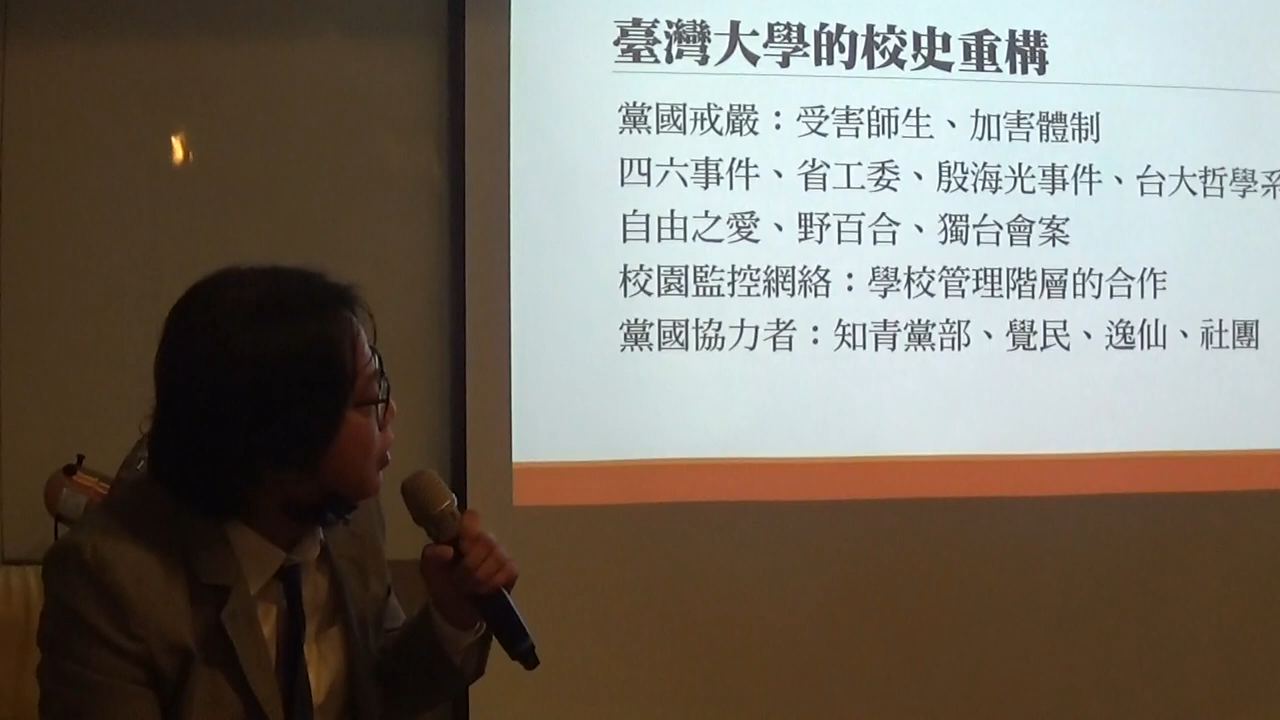 臺灣大學的校史重構
黨國戒嚴：受害師生、加害體制
四六事件、省工委、殷海光事件、台大哲學系
自由之愛、野百合、獨台會案
校園監控網絡：學校管理階層的合作
黨國協力者：知青黨部、覺民、逸仙、社團